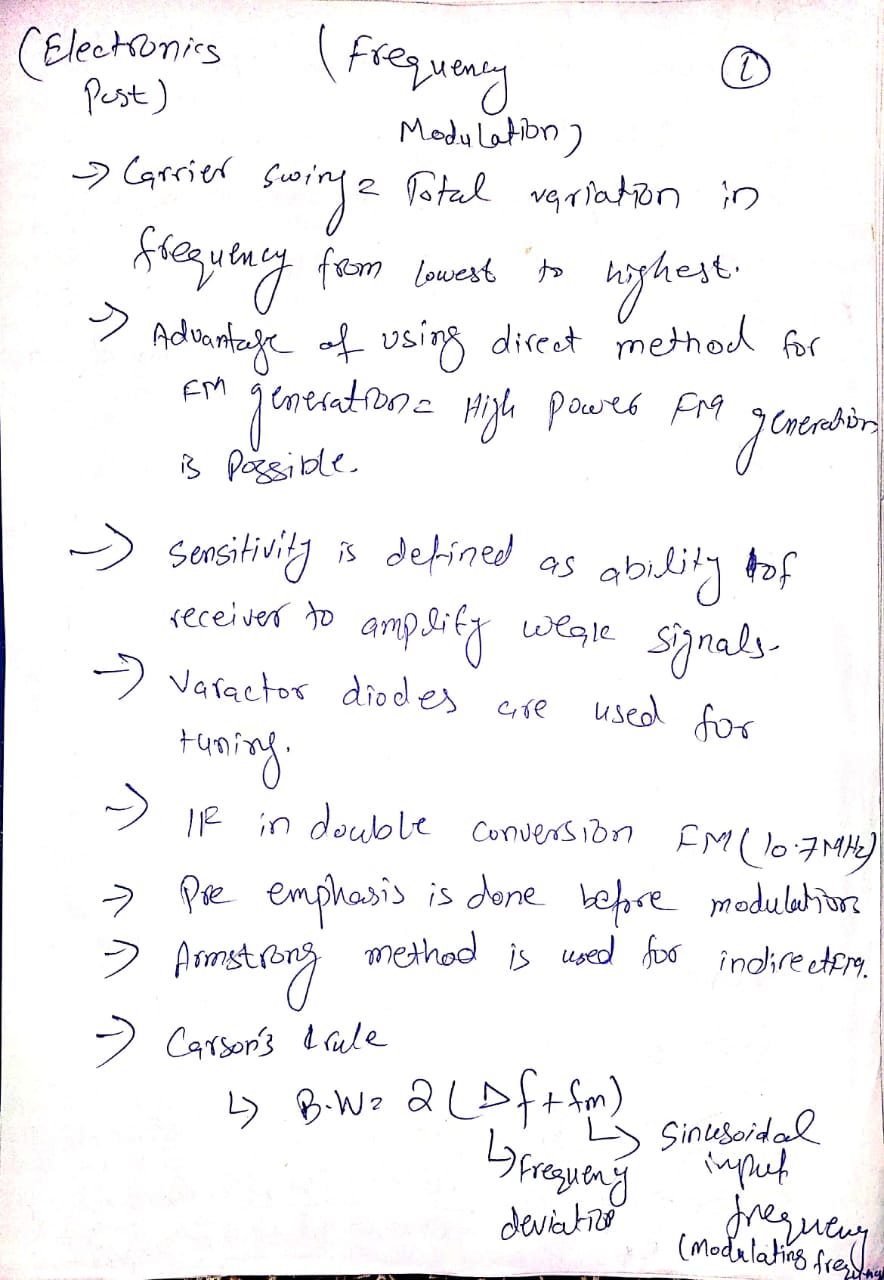 (Electronics Post) (Frequency Modulation) ①
→ Carrier swing = Total variation in
frequency from lowest to highest.
→ Advantage of using direct method for
FM generation = High power FM generation
is Possible.
→ Sensitivity is defined as ability of
receiver to amplify weak signals.
→ Varactor diodes are used for
tuning.
→ IF in double conversion FM (10.7 MHz)
→ Pre emphasis is done before modulation
→ Armstrong method is used for indirect FM.
→ Carson's rule
↳ B.W = 2 (Δf + fm)
↳ Frequeny deviation
↳ Sinusoidal input frequency
(modulating frequency